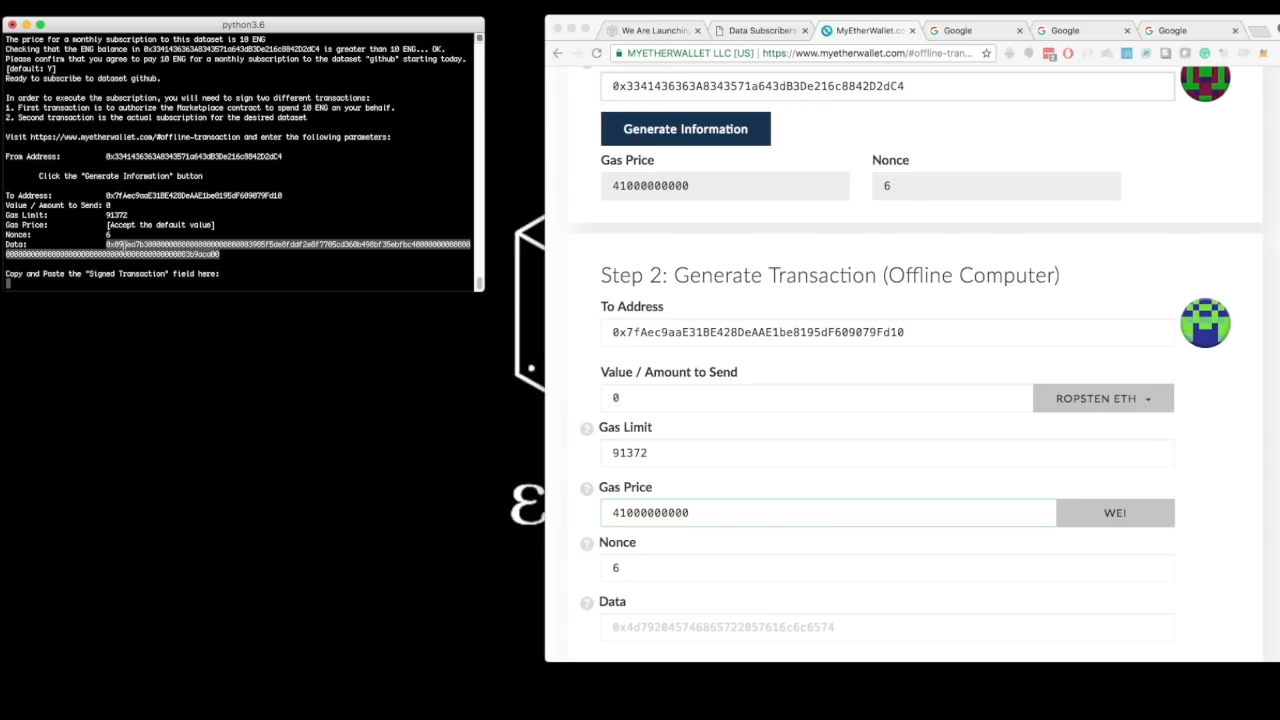 python3.6
The price for a monthly subscription to this dataset is 10 ENG
Checking that the ENG balance in 0x3341436363A8343571a643dB3De216c8842D2dC4 is greater than 10 ENG... OK.
Please confirm that you agree to pay 10 ENG for a monthly subscription to the dataset "github" starting today.
[default: Y]
Ready to subscribe to dataset github.
In order to execute the subscription, you will need to sign two different transactions:
1. First transaction is to authorize the Marketplace contract to spend 10 ENG on your behalf.
2. Second transaction is the actual subscription for the desired dataset
Visit https://www.myetherwallet.com/#offline-transaction and enter the following parameters:
From Address: 0x3341436363A8343571a643dB3De216c8842D2dC4
Click the "Generate Information" button
To Address: 0x7fAec9aaE31BE428DeAAE1be8195dF609079Fd10
Value / Amount to Send: 0
Gas Limit: 91372
Gas Price: [Accept the default value]
Nonce: 6
Data:
Copy and Paste the "Signed Transaction" field here:
We Are Launching
Data Subscribers
MyEtherWallet.co
Google
Google
Google
MYETHERWALLET LLC [US] https://www.myetherwallet.com/#offline-tran...
0x3341436363A8343571a643dB3De216c8842D2dC4
Generate Information
Gas Price Nonce
41000000000 6
Step 2: Generate Transaction (Offline Computer)
To Address
0x7fAec9aaE31BE428DeAAE1be8195dF609079Fd10
Value / Amount to Send
0 ROPSTEN ETH
Gas Limit
91372
Gas Price
41000000000 WEI
Nonce
6
Data
0x4d792045746865722057616c6c6574